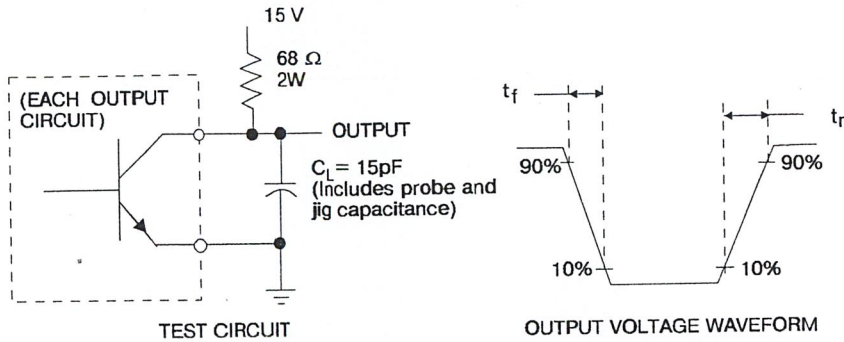 15 V
68 Ω
2W
(EACH OUTPUT
CIRCUIT)
OUTPUT
C_L = 15pF
(Includes probe and
jig capacitance)
TEST CIRCUIT
t_f
t_r
90%
90%
10%
10%
OUTPUT VOLTAGE WAVEFORM